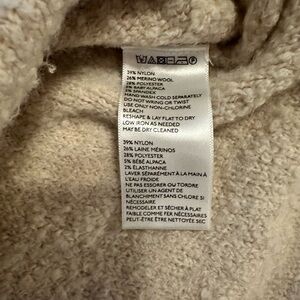 39% NYLON
26% MERINO WOOL
28% POLYESTER
5% BABY ALPACA
2% SPANDEX
HAND WASH COLD SEPARATELY
DO NOT WRING OR TWIST
USE ONLY NON-CHLORINE
BLEACH
RESHAPE & LAY FLAT TO DRY
LOW IRON AS NEEDED
MAY BE DRY CLEANED
39% NYLON
26% LAINE MÉRINOS
28% POLYESTER
5% BÉBÉ ALPACA
2% ÉLASTHANNE
LAVER SÉPARÉMENT À LA MAIN À
L'EAU FROIDE
NE PAS ESSORER OU TORDRE
UTILISER UN AGENT DE
BLANCHIMENT SANS CHLORE SI
NÉCESSAIRE
REMODELER ET SÉCHER À PLAT
FAIBLE COMME FER NÉCESSAIRES
PEUT-ÊTRE ÊTRE NETTOYÉ SEC